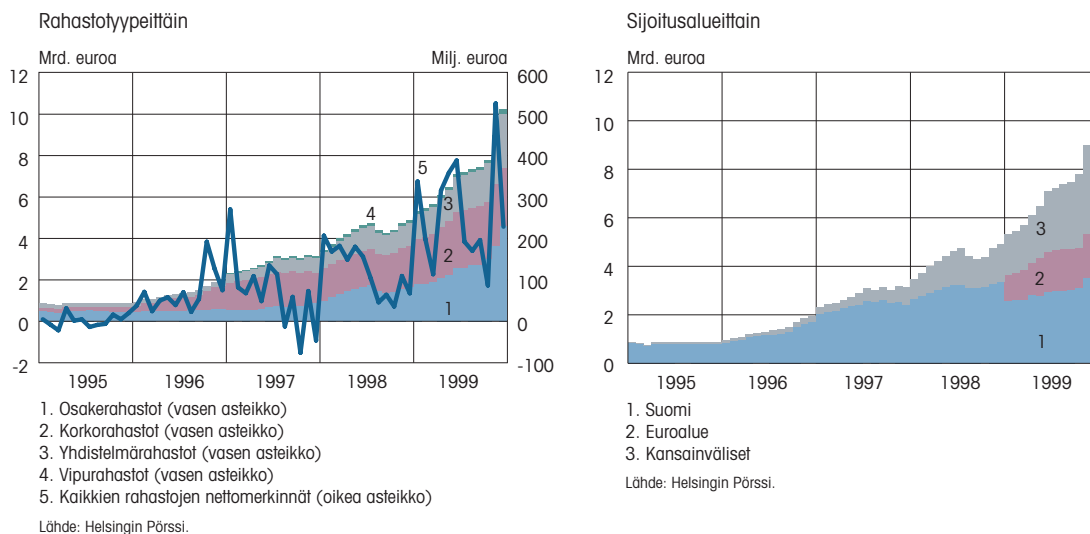 Rahastotyypeittäin
Mrd. euroa
Milj. euroa
12
10
8
6
4
2
0
-2
600
500
400
300
200
100
0
-100
5
4
3
2
1
1995
1996
1997
1998
1999
1. Osakerahastot (vasen asteikko)
2. Korkorahastot (vasen asteikko)
3. Yhdistelmärahastot (vasen asteikko)
4. Vipurahastot (vasen asteikko)
5. Kaikkien rahastojen nettomerkinnät (oikea asteikko)
Lähde: Helsingin Pörssi.
Sijoitusalueittain
Mrd. euroa
12
10
8
6
4
2
0
3
2
1
1995
1996
1997
1998
1999
1. Suomi
2. Euroalue
3. Kansainväliset
Lähde: Helsingin Pörssi.